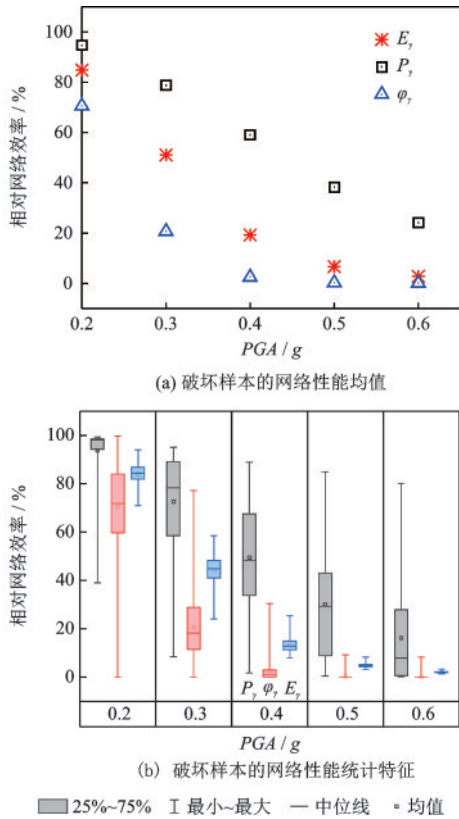 相对网络效率 / %
100
80
60
40
20
0
Eᵧ
Pᵧ
φᵧ
0.2 0.3 0.4 0.5 0.6
PGA / g
(a) 破坏样本的网络性能均值
相对网络效率 / %
100
80
60
40
20
0
Pᵧ φᵧ Eᵧ
0.2 0.3 0.4 0.5 0.6
PGA / g
(b) 破坏样本的网络性能统计特征
25%~75% 最小~最大 中位线 均值